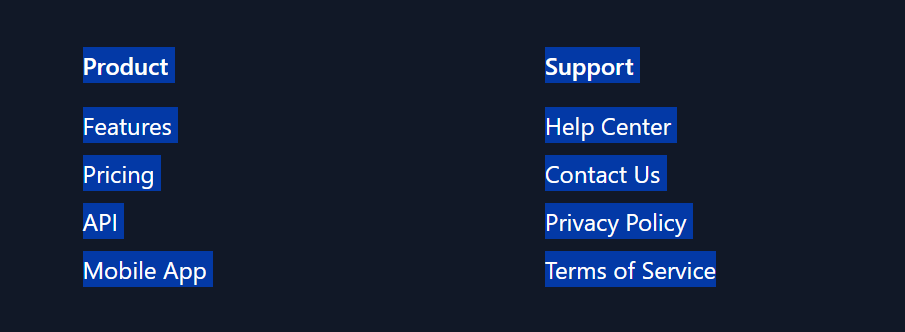 Product
Features
Pricing
API
Mobile App
Support
Help Center
Contact Us
Privacy Policy
Terms of Service